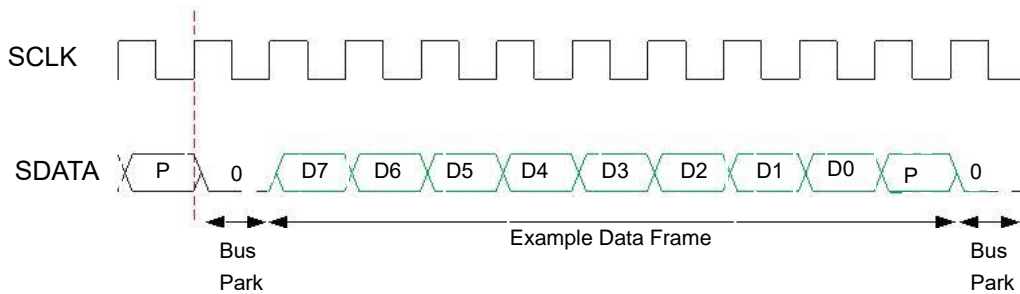 SCLK
SDATA P 0 D7 D6 D5 D4 D3 D2 D1 D0 P 0
Bus Park
Example Data Frame
Bus Park